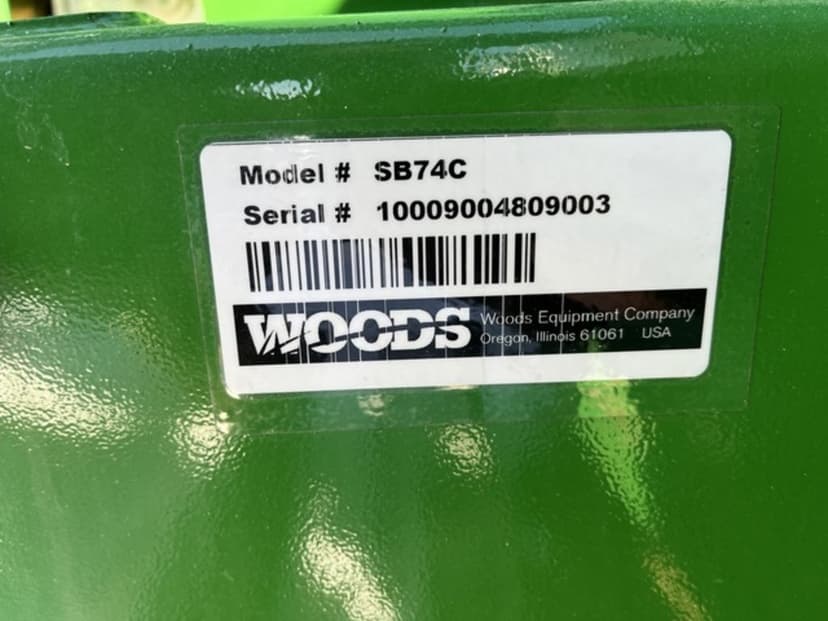 Model # SB74C
Serial # 10009004809003
WOODS
Woods Equipment Company
Oregon, Illinois 61061 USA